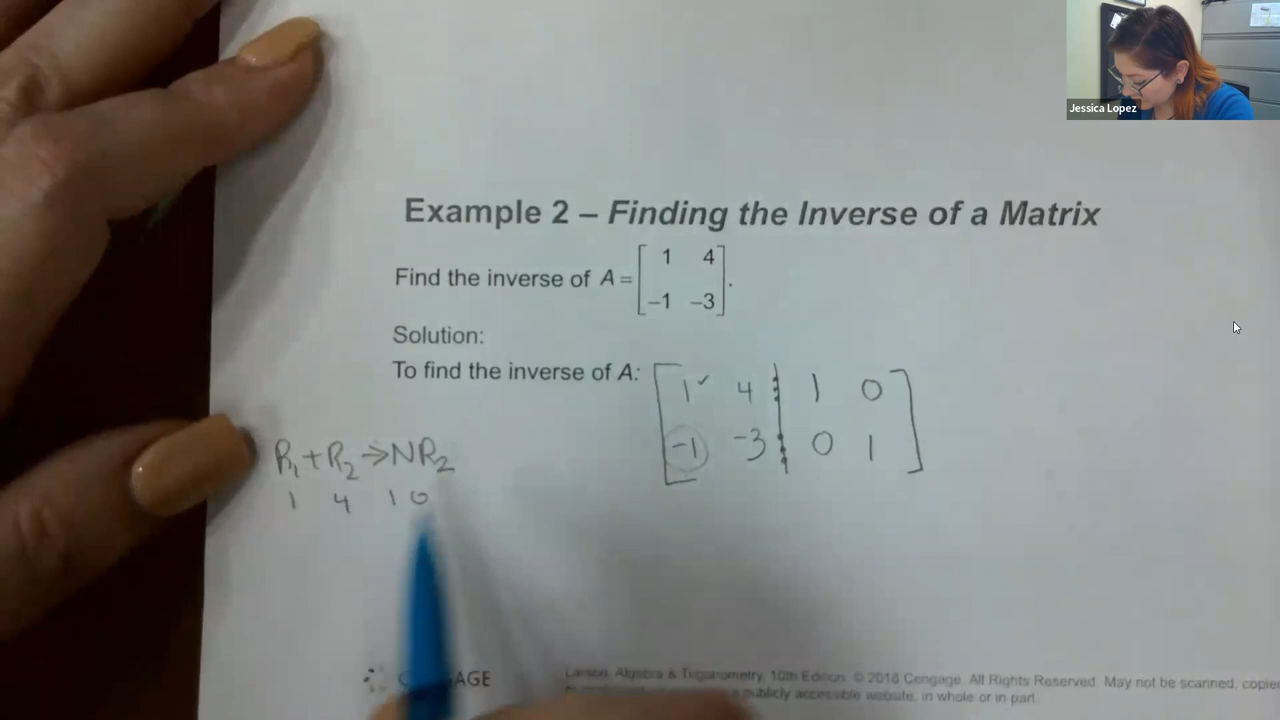 Jessica Lopez
Example 2 – Finding the Inverse of a Matrix
Find the inverse of A = [ 1 4
–1 –3 ].
Solution:
To find the inverse of A: [ 1 ✓ 4 | 1 0
-1 -3 | 0 1 ]
R₁ + R₂ → NR₂
1 4 1 0
AGE
Larson, Algebra & Trigonometry, 10th Edition. © 2018 Cengage. All Rights Reserved. May not be scanned, copie
a publicly accessible website, in whole or in part.